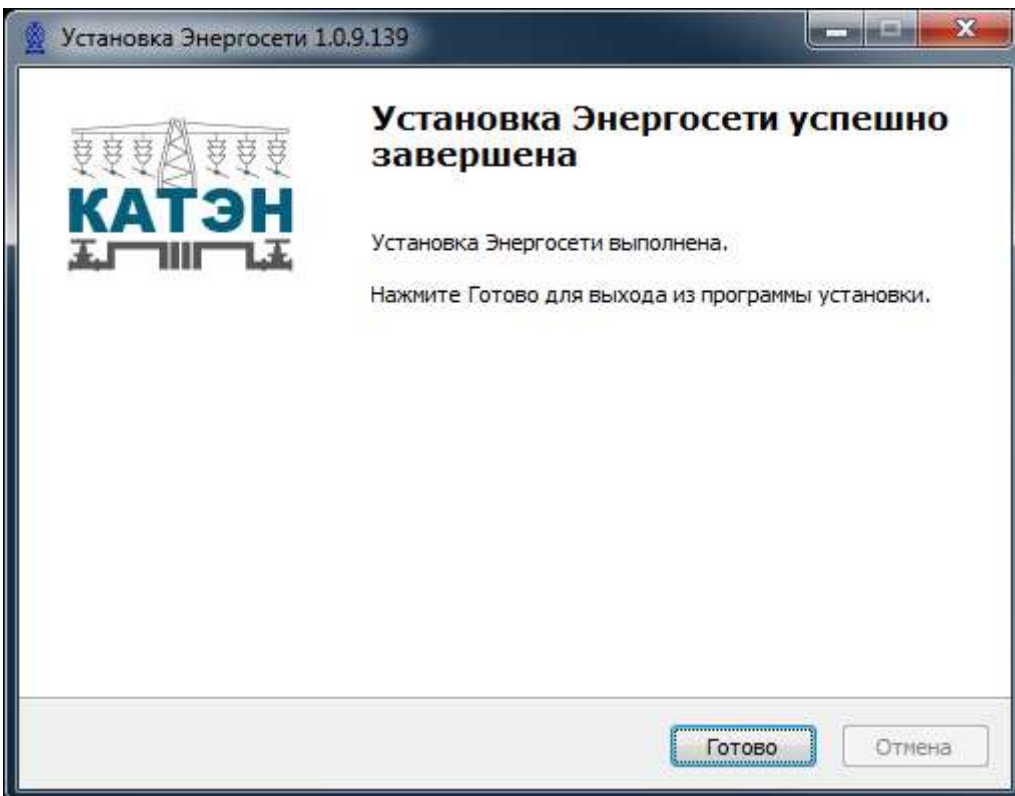 Установка Энергосети 1.0.9.139
КАТЭН
Установка Энергосети успешно
завершена
Установка Энергосети выполнена.
Нажмите Готово для выхода из программы установки.
Готово
Отмена